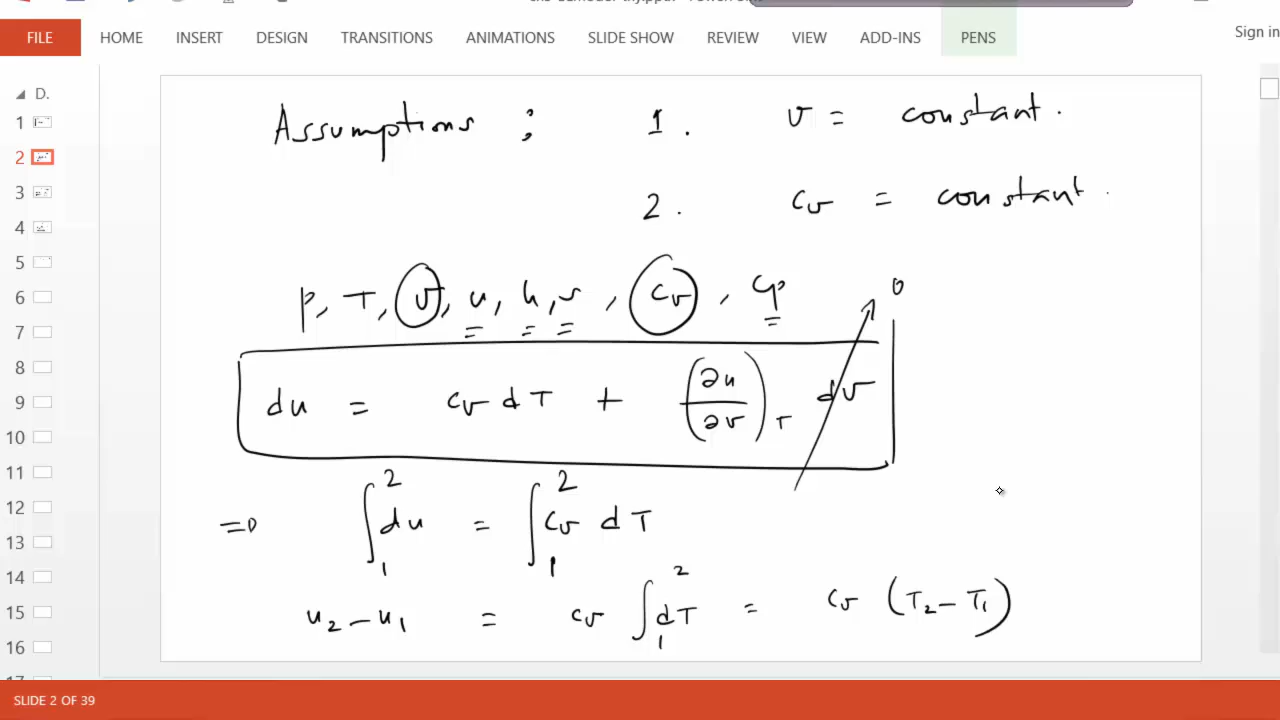 FILE HOME INSERT DESIGN TRANSITIONS ANIMATIONS SLIDE SHOW REVIEW VIEW ADD-INS PENS Sign in
D.
1
2
3
4
5
6
7
8
9
10
11
12
13
14
15
16
Assumptions : 1. v = constant.
2. cv = constant.
p, T, v, u, h, s, cv, cp
0
du = cv dT + (∂u/∂v)T dv
⇒ ∫₁² du = ∫₁² cv dT
u₂ – u₁ = cv ∫₁² dT = cv (T₂ – T₁)
SLIDE 2 OF 39